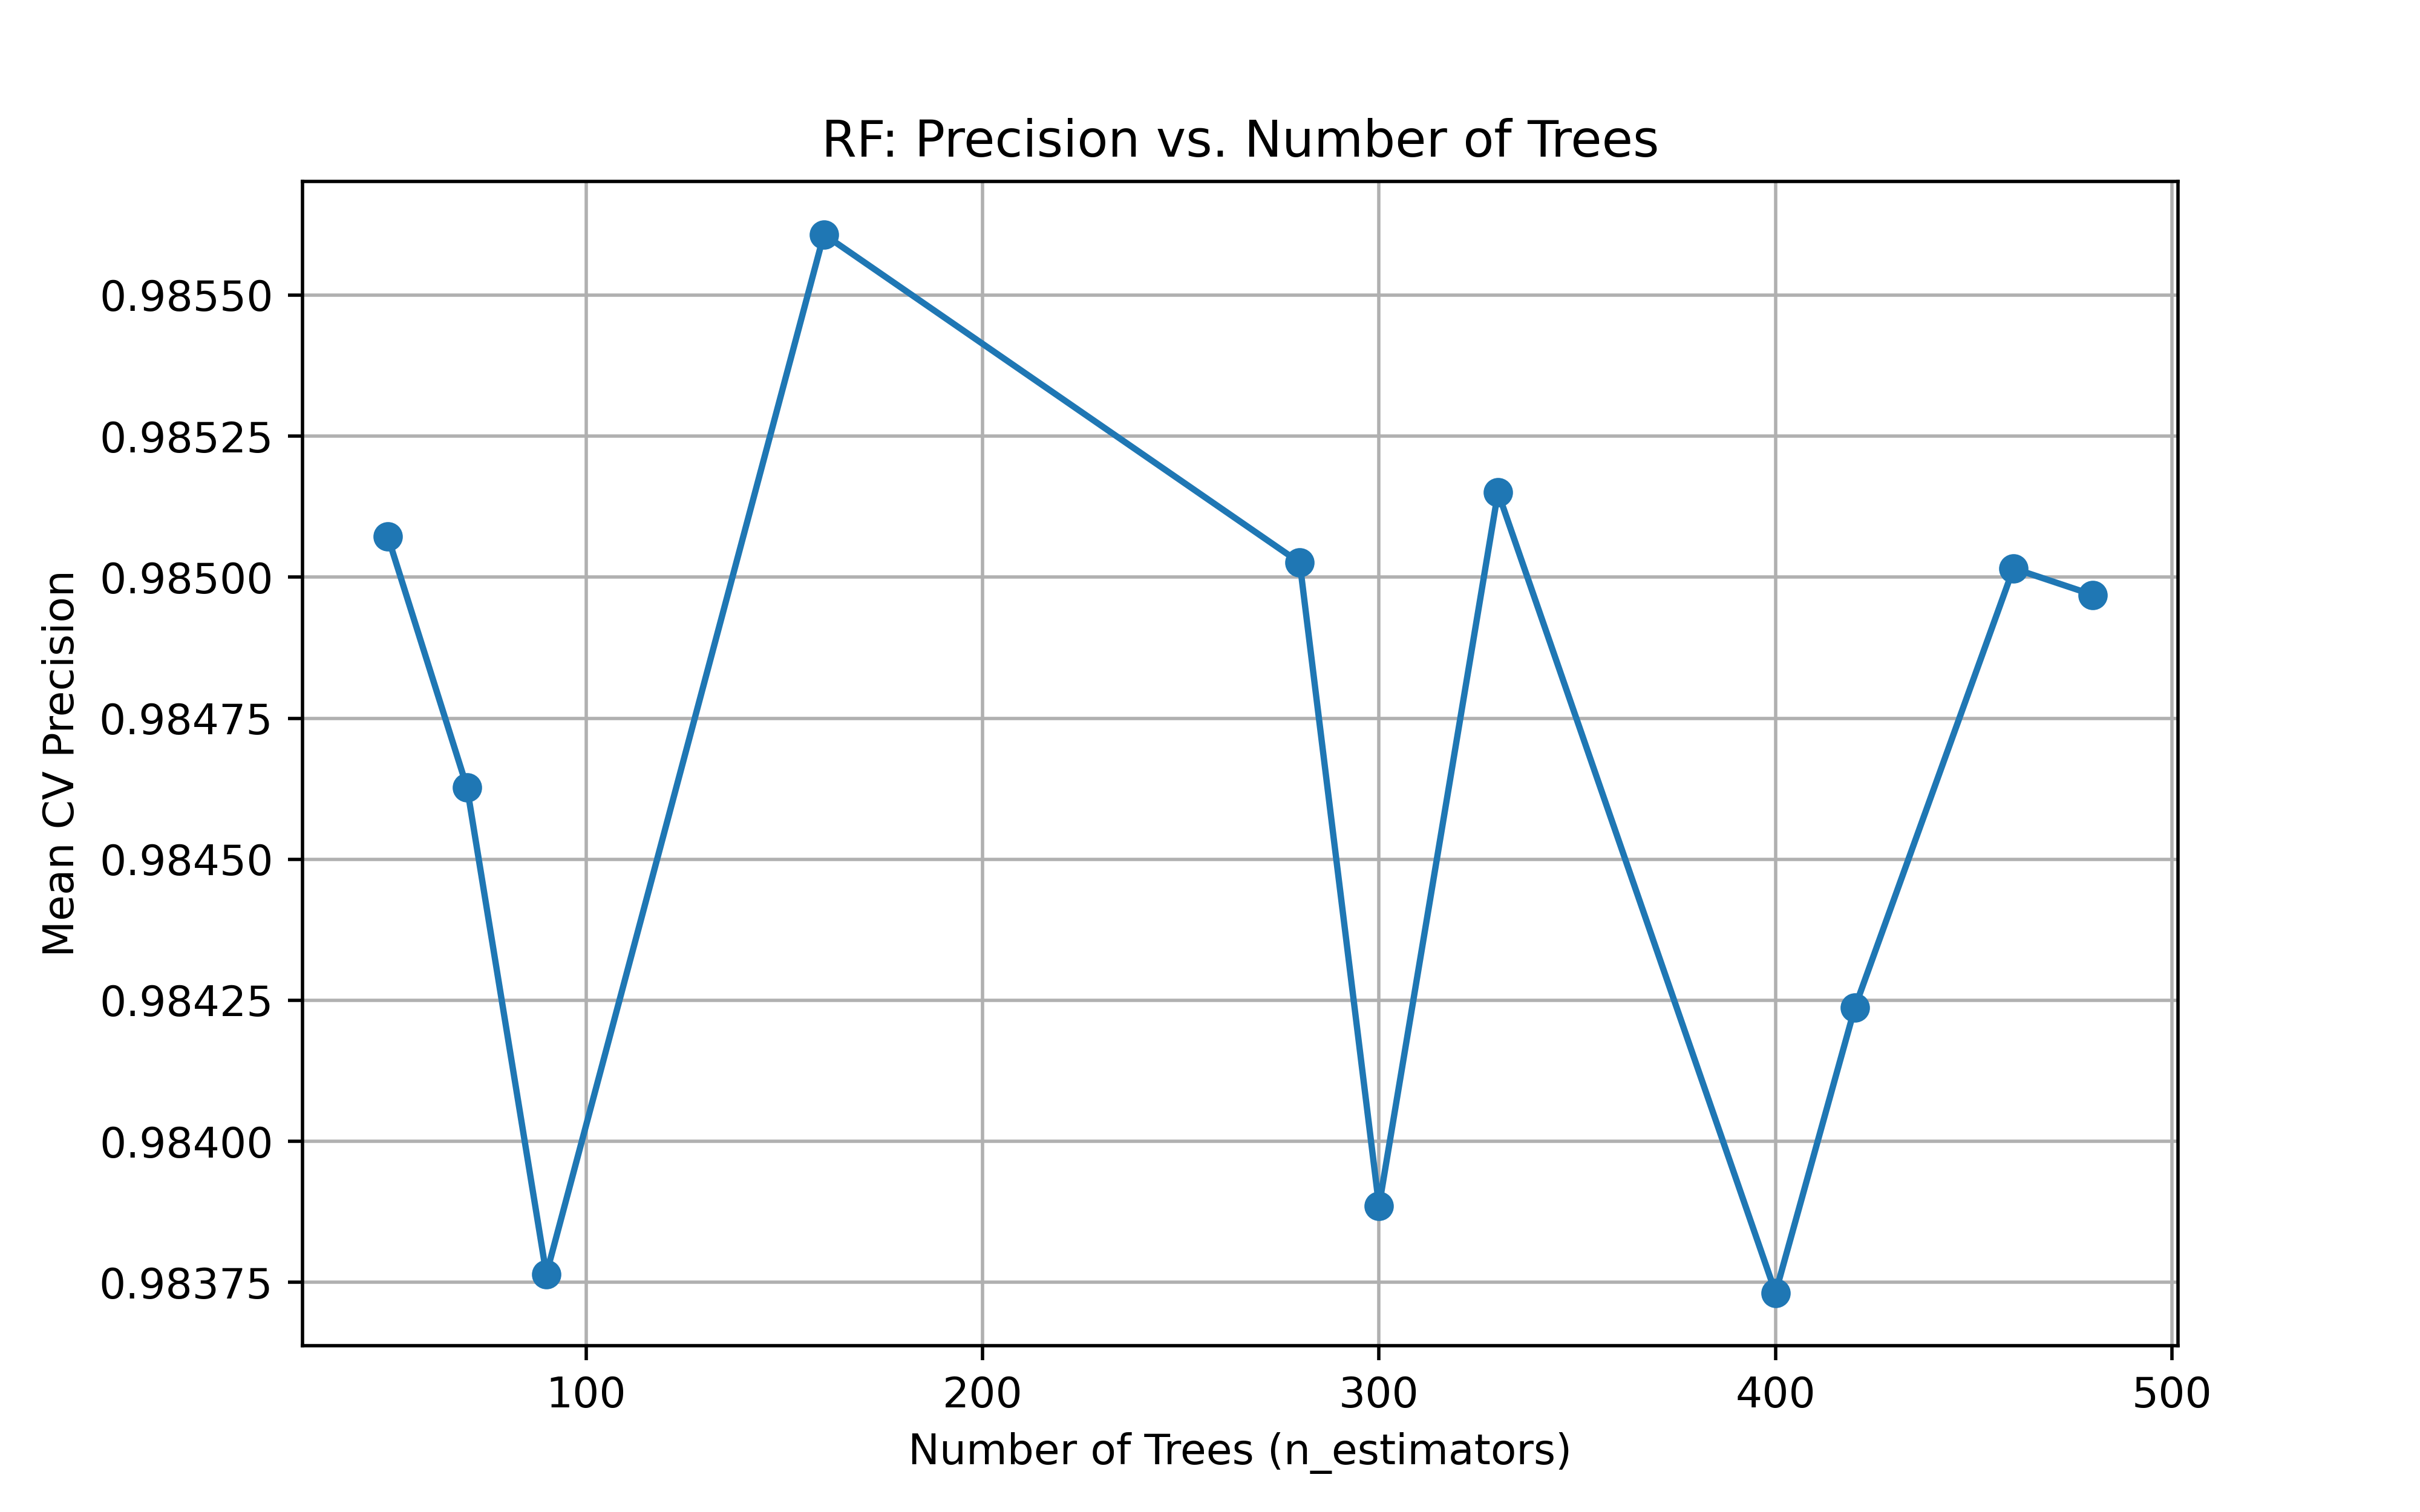 RF: Precision vs. Number of Trees
Mean CV Precision
0.98550
0.98525
0.98500
0.98475
0.98450
0.98425
0.98400
0.98375
100 200 300 400 500
Number of Trees (n_estimators)